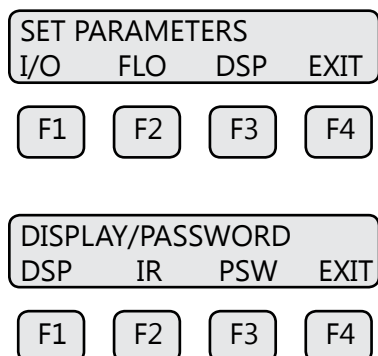 SET PARAMETERS
I/O FLO DSP EXIT
F1 F2 F3 F4
DISPLAY/PASSWORD
DSP IR PSW EXIT
F1 F2 F3 F4